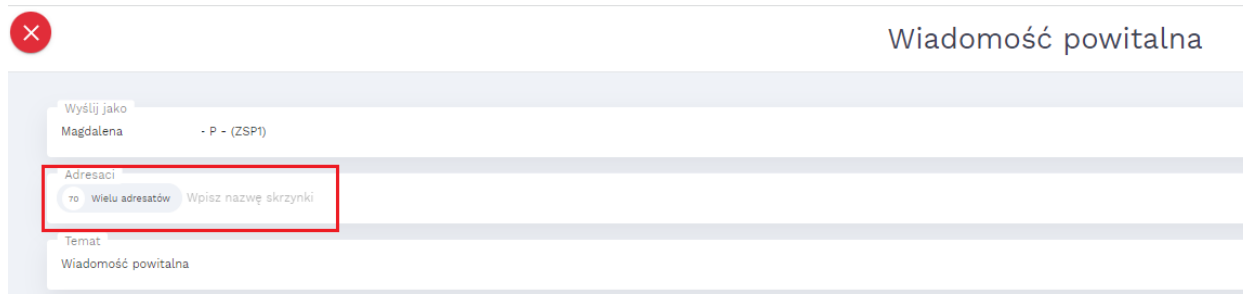 Wiadomość powitalna
Wyślij jako
Magdalena - P - (ZSP1)
Adresaci
70 Wielu adresatów Wpisz nazwę skrzynki
Temat
Wiadomość powitalna